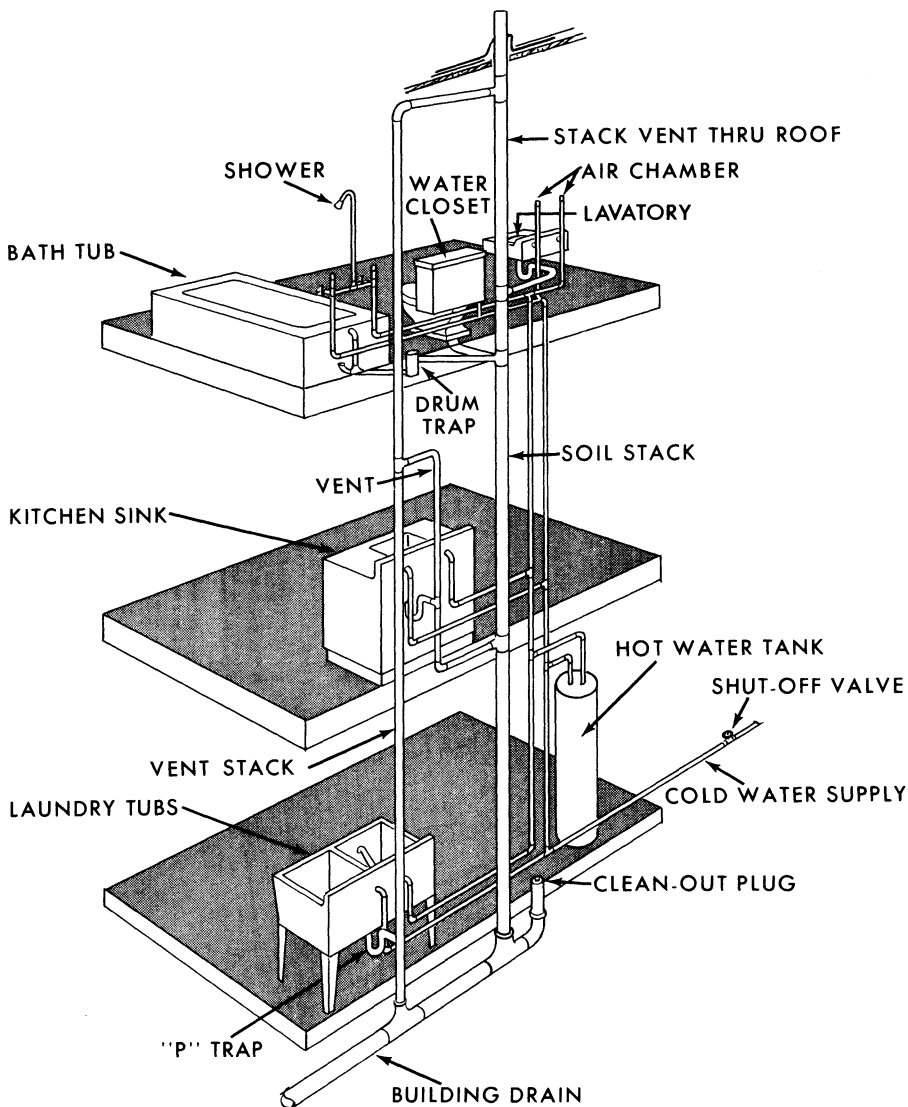 STACK VENT THRU ROOF
SHOWER
WATER
CLOSET
AIR CHAMBER
LAVATORY
BATH TUB
DRUM
TRAP
SOIL STACK
VENT
KITCHEN SINK
HOT WATER TANK
SHUT-OFF VALVE
VENT STACK
COLD WATER SUPPLY
LAUNDRY TUBS
CLEAN-OUT PLUG
"P" TRAP
BUILDING DRAIN